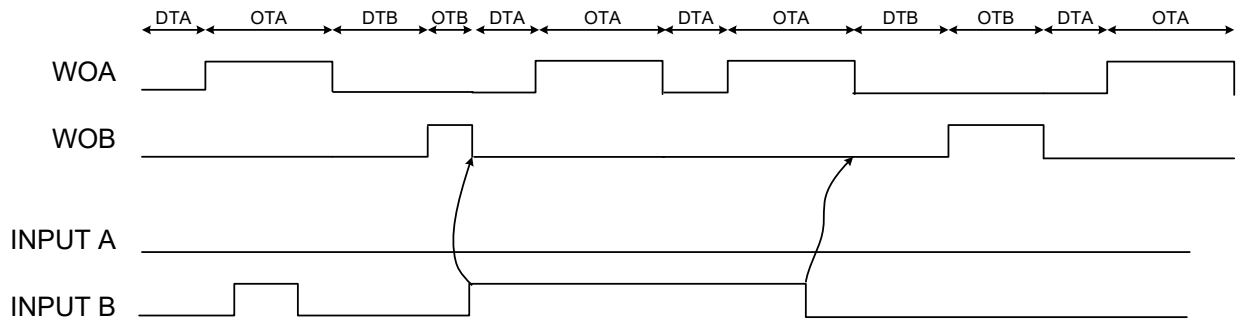 DTA OTA DTB OTB DTA OTA DTA OTA DTB OTB DTA OTA
WOA
WOB
INPUT A
INPUT B